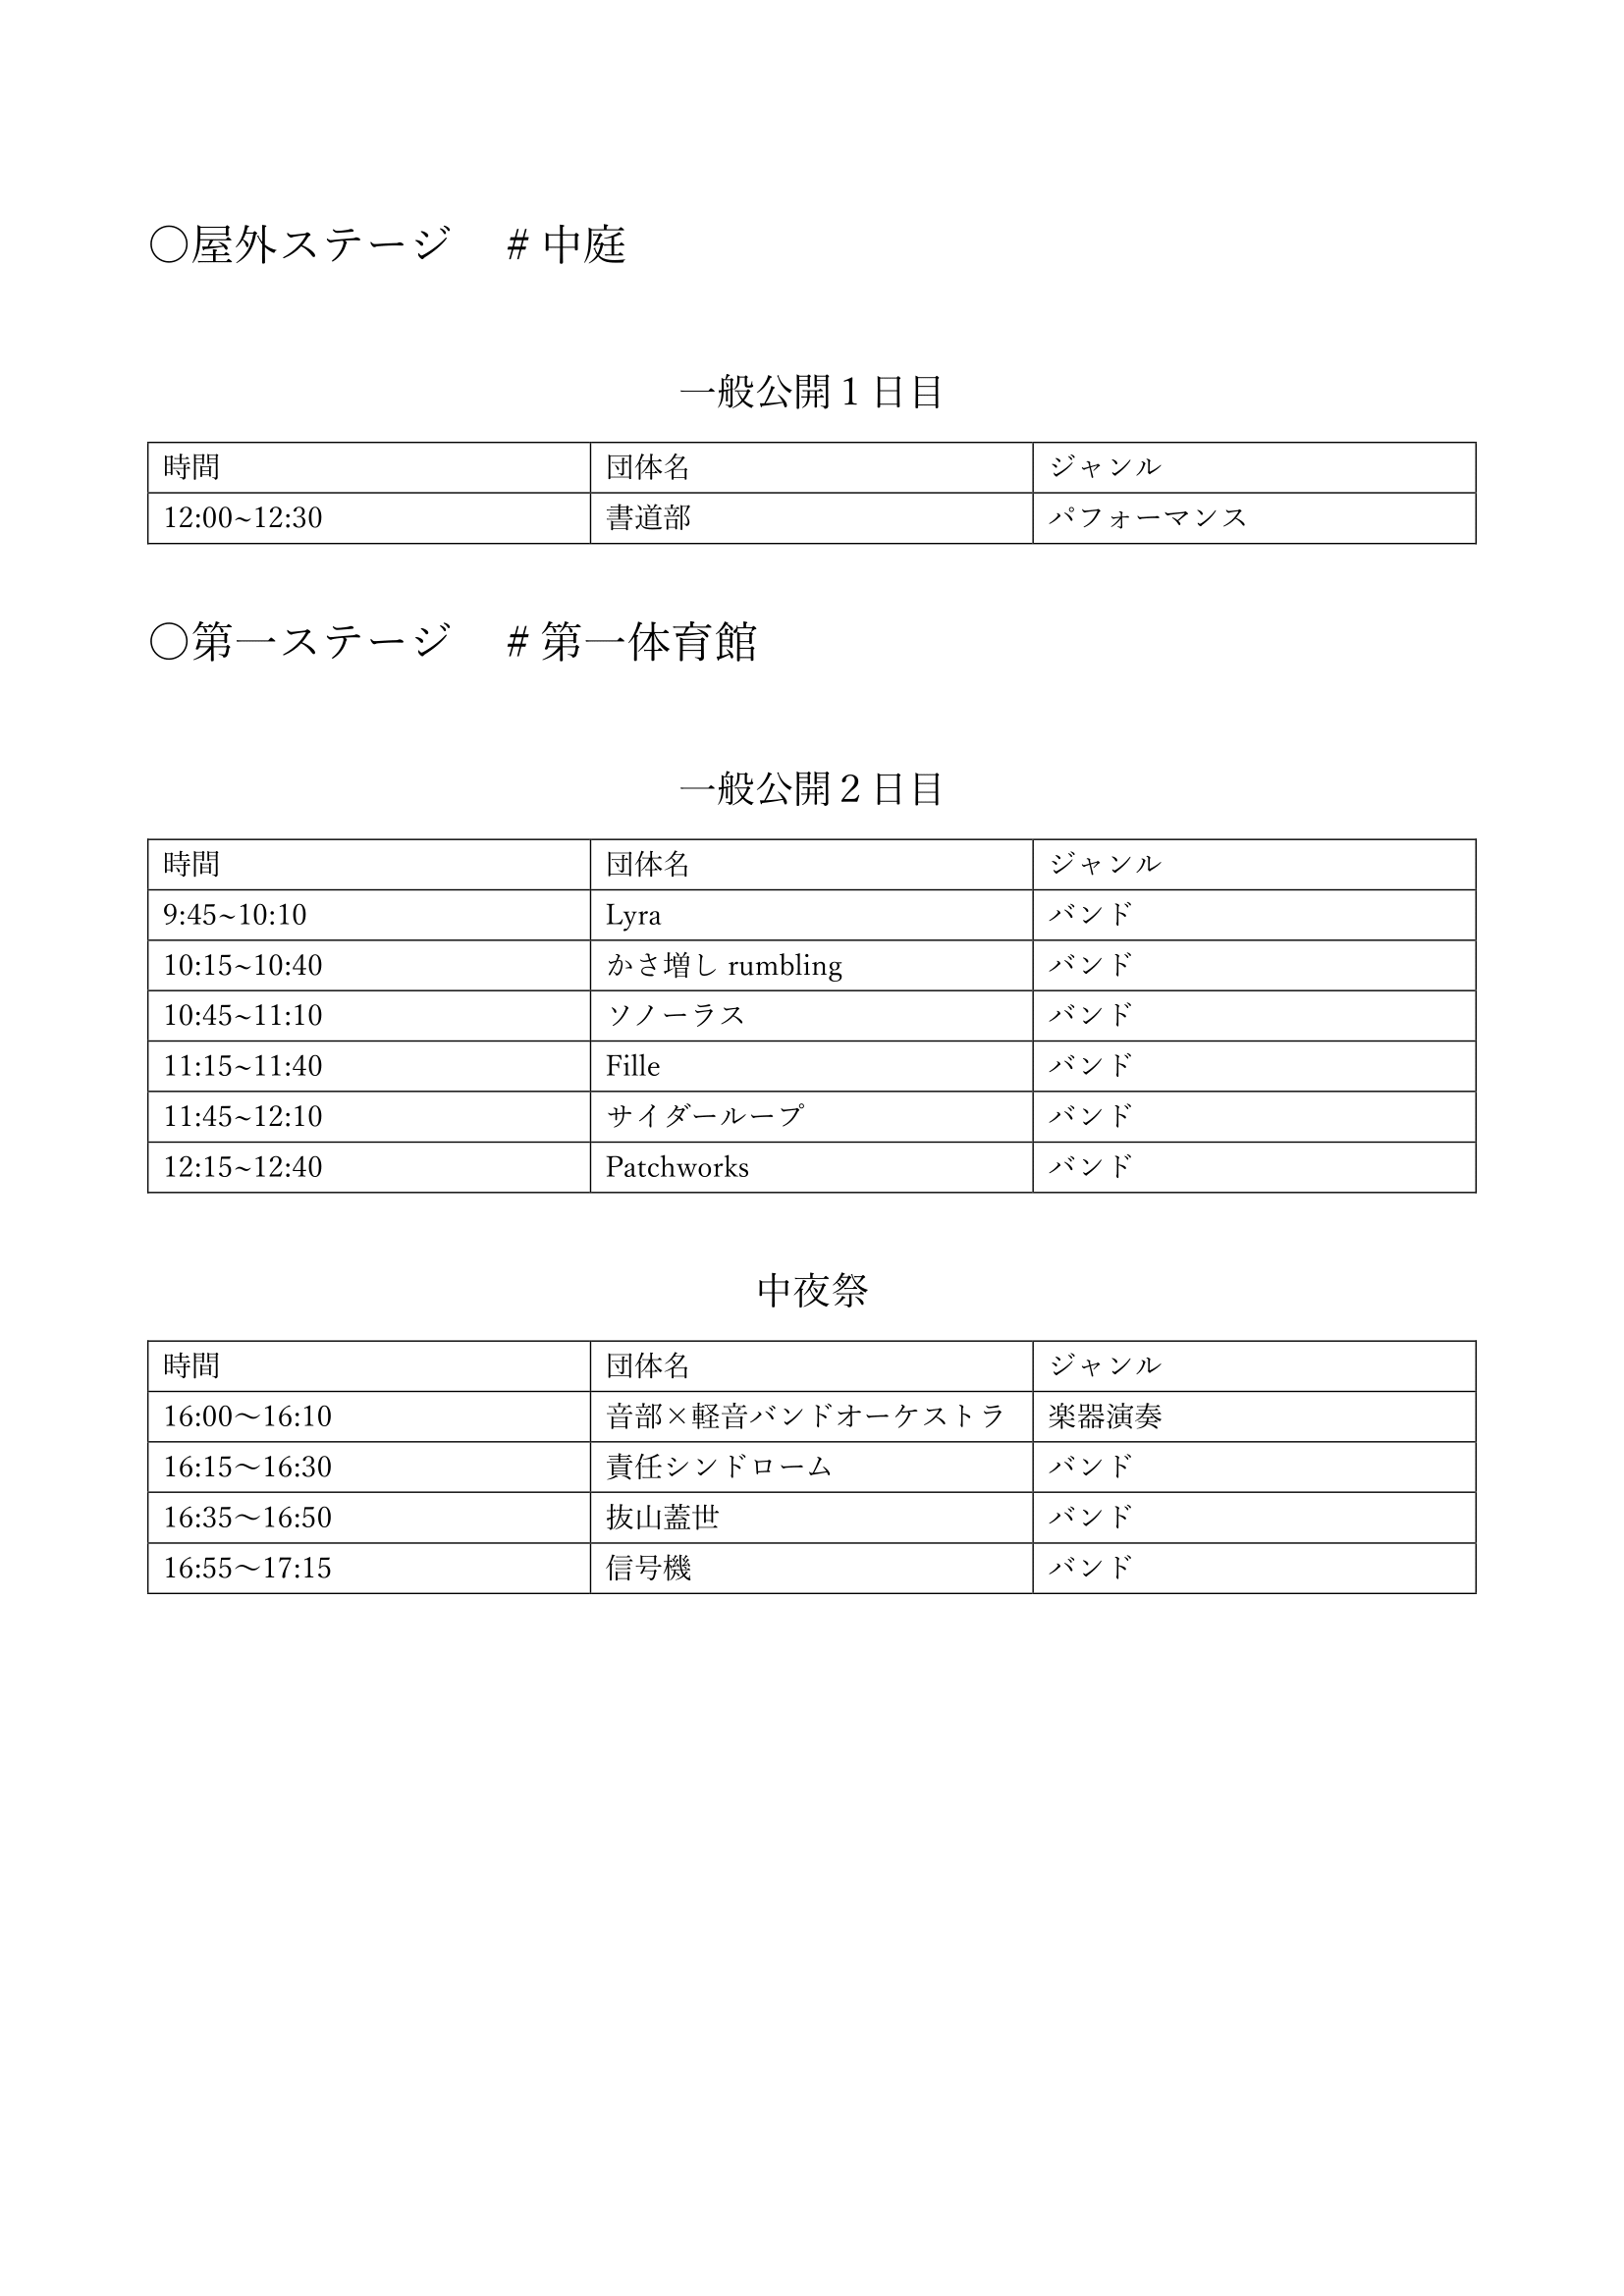 〇屋外ステージ　＃中庭
一般公開１日目
時間 団体名 ジャンル
12:00~12:30 書道部 パフォーマンス
〇第一ステージ　＃第一体育館
一般公開２日目
時間 団体名 ジャンル
9:45~10:10 Lyra バンド
10:15~10:40 かさ増し rumbling バンド
10:45~11:10 ソノーラス バンド
11:15~11:40 Fille バンド
11:45~12:10 サイダーループ バンド
12:15~12:40 Patchworks バンド
中夜祭
時間 団体名 ジャンル
16:00～16:10 音部×軽音バンドオーケストラ 楽器演奏
16:15～16:30 責任シンドローム バンド
16:35～16:50 抜山蓋世 バンド
16:55～17:15 信号機 バンド